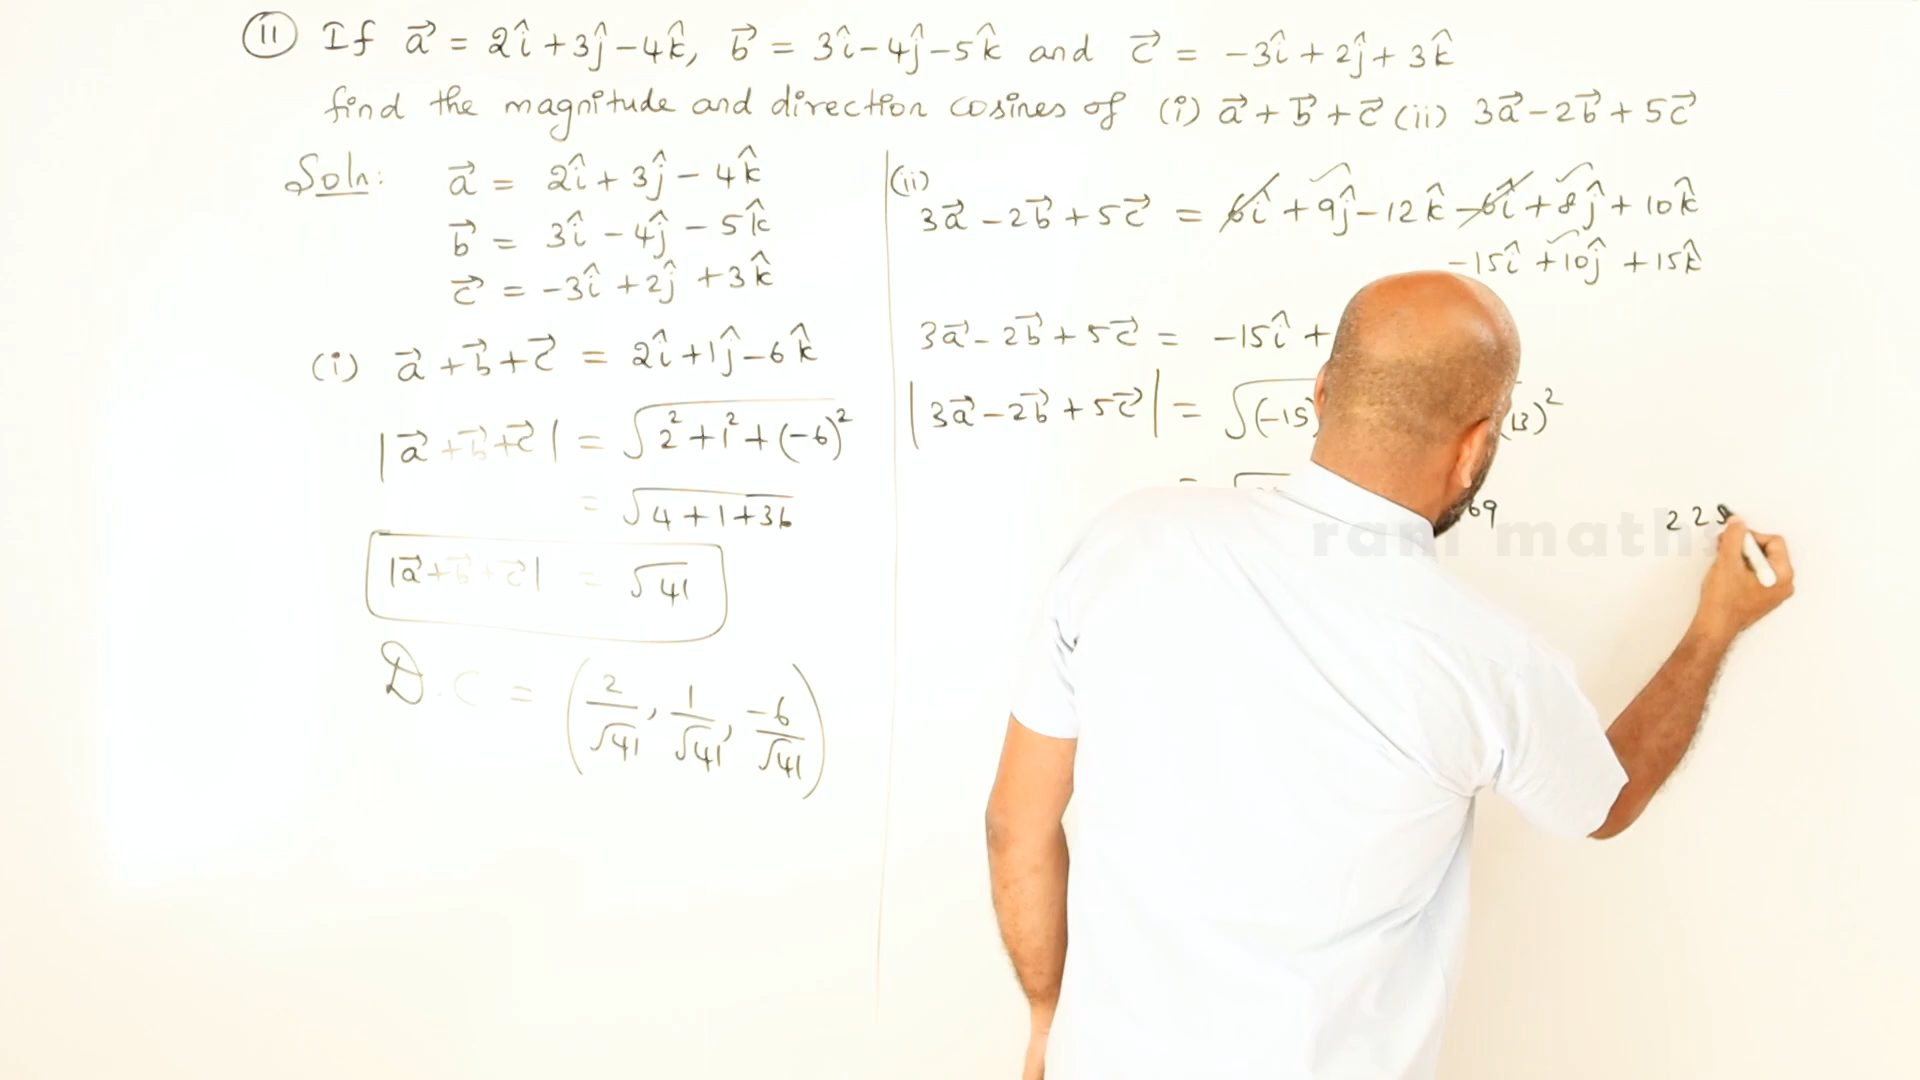 11 If a⃗ = 2î + 3ĵ - 4k̂, b⃗ = 3î - 4ĵ - 5k̂ and c⃗ = -3î + 2ĵ + 3k̂
find the magnitude and direction cosines of (i) a⃗ + b⃗ + c⃗ (ii) 3a⃗ - 2b⃗ + 5c⃗
Soln: a⃗ = 2î + 3ĵ - 4k̂
b⃗ = 3î - 4ĵ - 5k̂
c⃗ = -3î + 2ĵ + 3k̂
(i) a⃗ + b⃗ + c⃗ = 2î + 1ĵ - 6k̂
|a⃗ + b⃗ + c⃗| = √(2² + 1² + (-6)²)
= √(4 + 1 + 36)
|a⃗ + b⃗ + c⃗| = √41
D.C = (2/√41, 1/√41, -6/√41)
(ii)
3a⃗ - 2b⃗ + 5c⃗ = 6î + 9ĵ - 12k̂ - 6î + 8ĵ + 10k̂
-15î + 10ĵ + 15k̂
3a⃗ - 2b⃗ + 5c⃗ = -15î +
|3a⃗ - 2b⃗ + 5c⃗| = √(-15) 13)²
= √ 69
22
rani maths